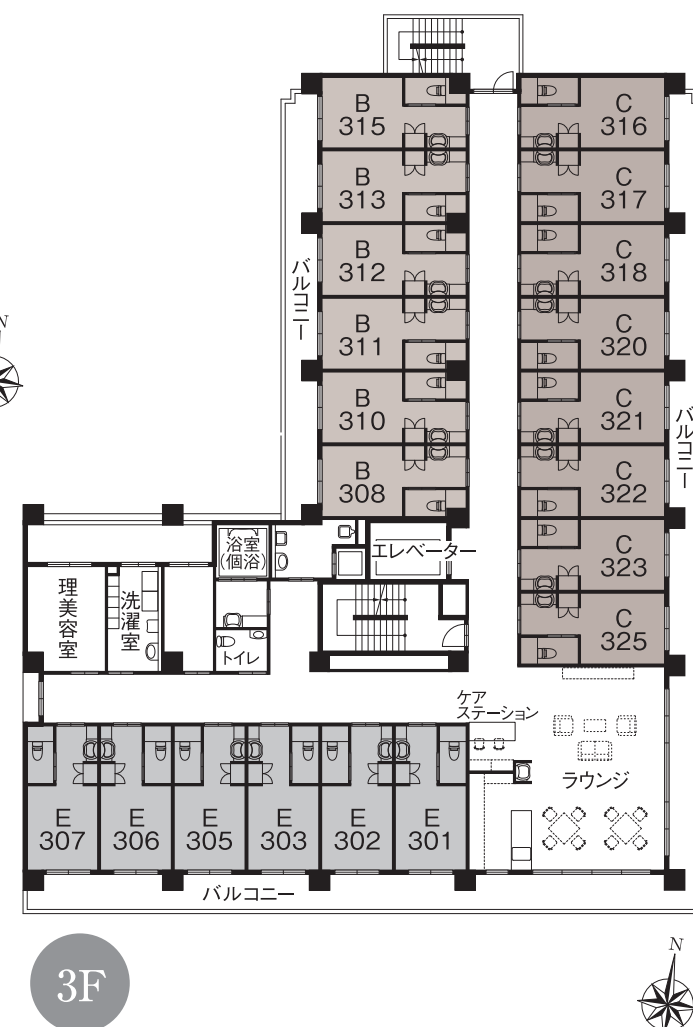 B
315
C
316
B
313
C
317
B
312
C
318
バルコニー
B
311
C
320
N
B
310
C
321
バルコニー
B
308
C
322
浴室
(個浴)
エレベーター
C
323
理美容室
洗濯室
トイレ
C
325
ケア
ステーション
ラウンジ
E
307
E
306
E
305
E
303
E
302
E
301
バルコニー
3F
N